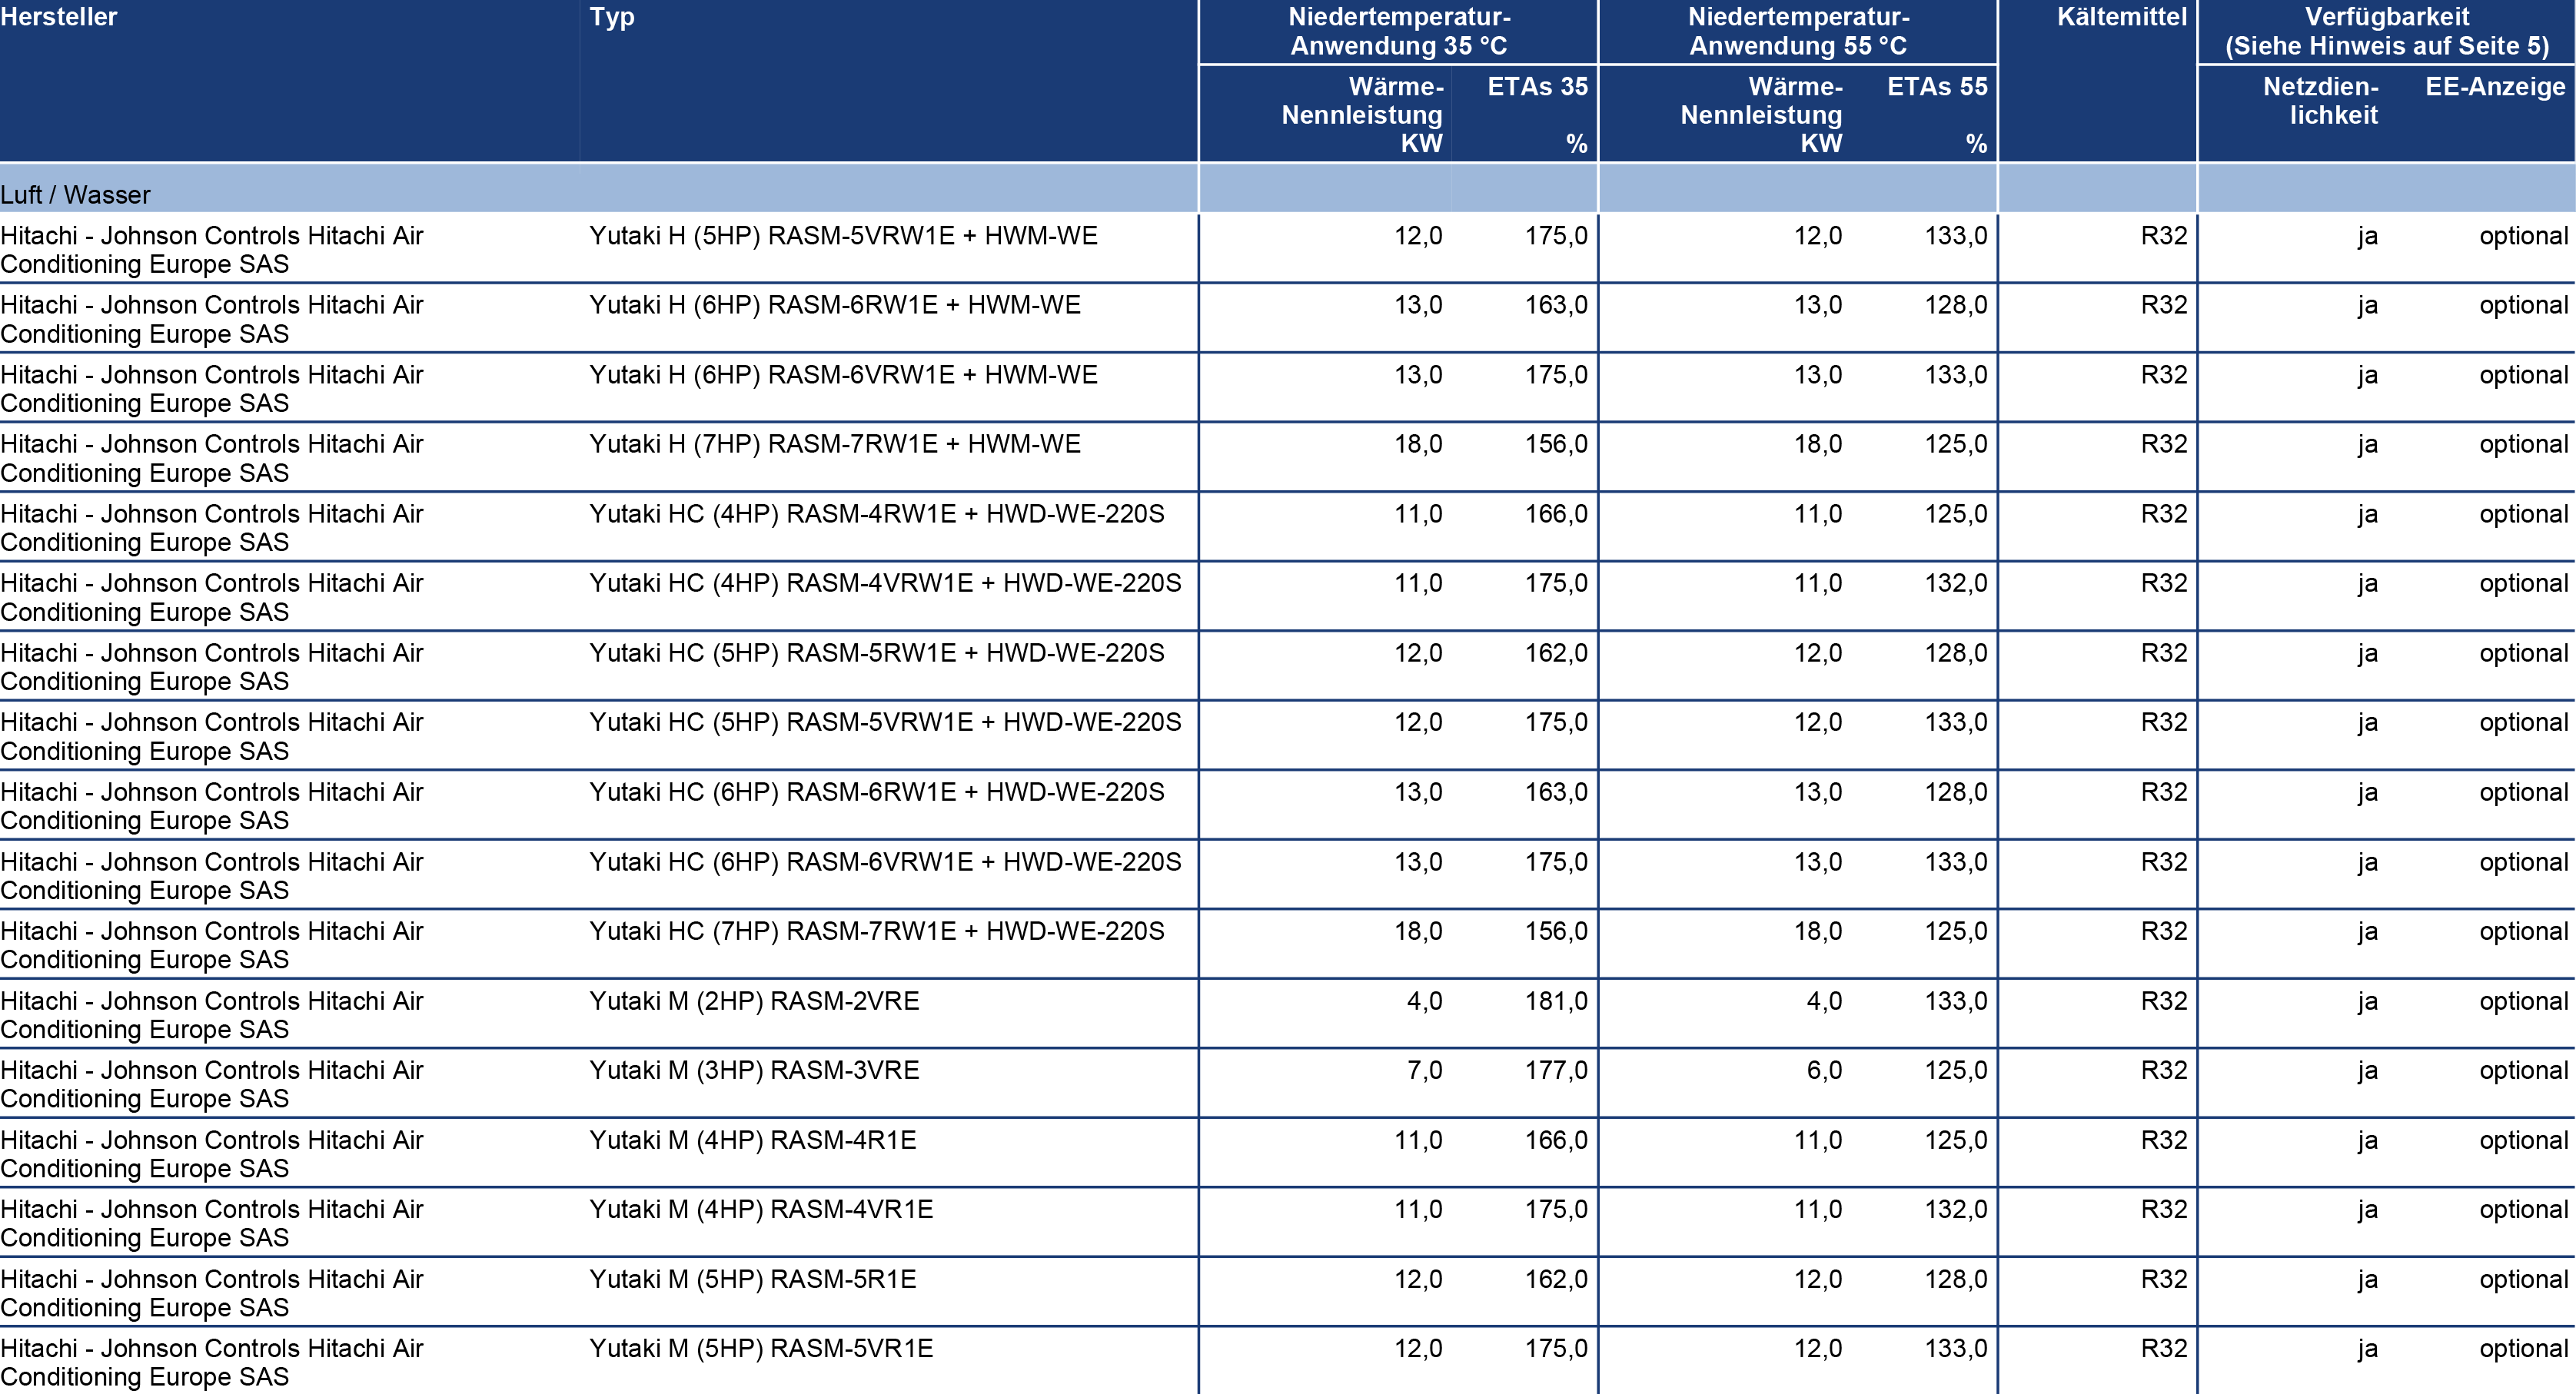 Hersteller Typ Niedertemperatur- Niedertemperatur- Kältemittel Verfügbarkeit
Anwendung 35 °C Anwendung 55 °C (Siehe Hinweis auf Seite 5)
Wärme- ETAs 35 Wärme- ETAs 55 Netzdien- EE-Anzeige
Nennleistung Nennleistung lichkeit
KW % KW %
Luft / Wasser
Hitachi - Johnson Controls Hitachi Air Yutaki H (5HP) RASM-5VRW1E + HWM-WE 12,0 175,0 12,0 133,0 R32 ja optional
Conditioning Europe SAS
Hitachi - Johnson Controls Hitachi Air Yutaki H (6HP) RASM-6RW1E + HWM-WE 13,0 163,0 13,0 128,0 R32 ja optional
Conditioning Europe SAS
Hitachi - Johnson Controls Hitachi Air Yutaki H (6HP) RASM-6VRW1E + HWM-WE 13,0 175,0 13,0 133,0 R32 ja optional
Conditioning Europe SAS
Hitachi - Johnson Controls Hitachi Air Yutaki H (7HP) RASM-7RW1E + HWM-WE 18,0 156,0 18,0 125,0 R32 ja optional
Conditioning Europe SAS
Hitachi - Johnson Controls Hitachi Air Yutaki HC (4HP) RASM-4RW1E + HWD-WE-220S 11,0 166,0 11,0 125,0 R32 ja optional
Conditioning Europe SAS
Hitachi - Johnson Controls Hitachi Air Yutaki HC (4HP) RASM-4VRW1E + HWD-WE-220S 11,0 175,0 11,0 132,0 R32 ja optional
Conditioning Europe SAS
Hitachi - Johnson Controls Hitachi Air Yutaki HC (5HP) RASM-5RW1E + HWD-WE-220S 12,0 162,0 12,0 128,0 R32 ja optional
Conditioning Europe SAS
Hitachi - Johnson Controls Hitachi Air Yutaki HC (5HP) RASM-5VRW1E + HWD-WE-220S 12,0 175,0 12,0 133,0 R32 ja optional
Conditioning Europe SAS
Hitachi - Johnson Controls Hitachi Air Yutaki HC (6HP) RASM-6RW1E + HWD-WE-220S 13,0 163,0 13,0 128,0 R32 ja optional
Conditioning Europe SAS
Hitachi - Johnson Controls Hitachi Air Yutaki HC (6HP) RASM-6VRW1E + HWD-WE-220S 13,0 175,0 13,0 133,0 R32 ja optional
Conditioning Europe SAS
Hitachi - Johnson Controls Hitachi Air Yutaki HC (7HP) RASM-7RW1E + HWD-WE-220S 18,0 156,0 18,0 125,0 R32 ja optional
Conditioning Europe SAS
Hitachi - Johnson Controls Hitachi Air Yutaki M (2HP) RASM-2VRE 4,0 181,0 4,0 133,0 R32 ja optional
Conditioning Europe SAS
Hitachi - Johnson Controls Hitachi Air Yutaki M (3HP) RASM-3VRE 7,0 177,0 6,0 125,0 R32 ja optional
Conditioning Europe SAS
Hitachi - Johnson Controls Hitachi Air Yutaki M (4HP) RASM-4R1E 11,0 166,0 11,0 125,0 R32 ja optional
Conditioning Europe SAS
Hitachi - Johnson Controls Hitachi Air Yutaki M (4HP) RASM-4VR1E 11,0 175,0 11,0 132,0 R32 ja optional
Conditioning Europe SAS
Hitachi - Johnson Controls Hitachi Air Yutaki M (5HP) RASM-5R1E 12,0 162,0 12,0 128,0 R32 ja optional
Conditioning Europe SAS
Hitachi - Johnson Controls Hitachi Air Yutaki M (5HP) RASM-5VR1E 12,0 175,0 12,0 133,0 R32 ja optional
Conditioning Europe SAS